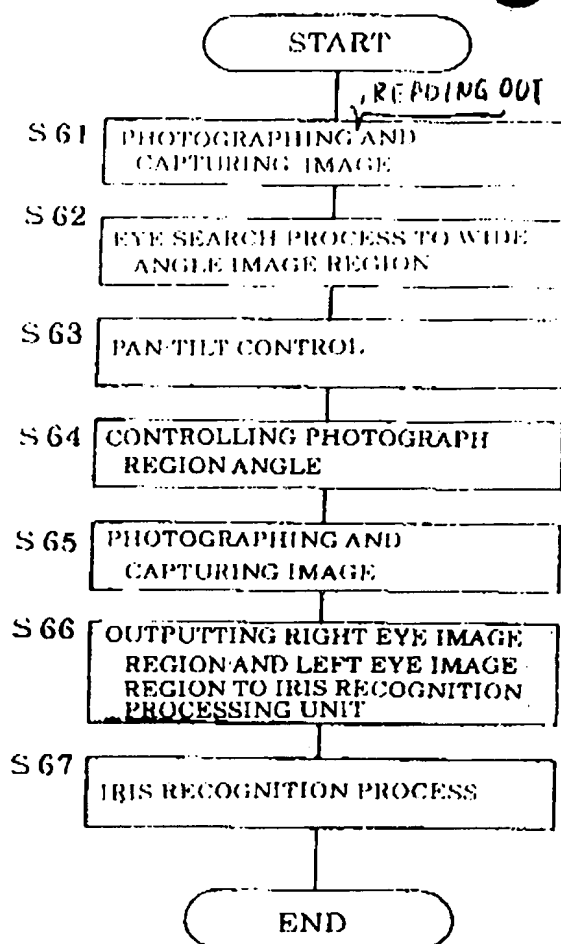 START
, READING OUT
S 61 PHOTOGRAPHING AND
CAPTURING IMAGE
S 62
EYE SEARCH PROCESS TO WIDE
ANGLE IMAGE REGION
S 63 PAN·TILT CONTROL
S 64 CONTROLLING PHOTOGRAPH
REGION ANGLE
S 65 PHOTOGRAPHING AND
CAPTURING IMAGE
S 66 OUTPUTTING RIGHT EYE IMAGE
REGION AND LEFT EYE IMAGE
REGION TO IRIS RECOGNITION
PROCESSING UNIT
S 67
IRIS RECOGNITION PROCESS
END